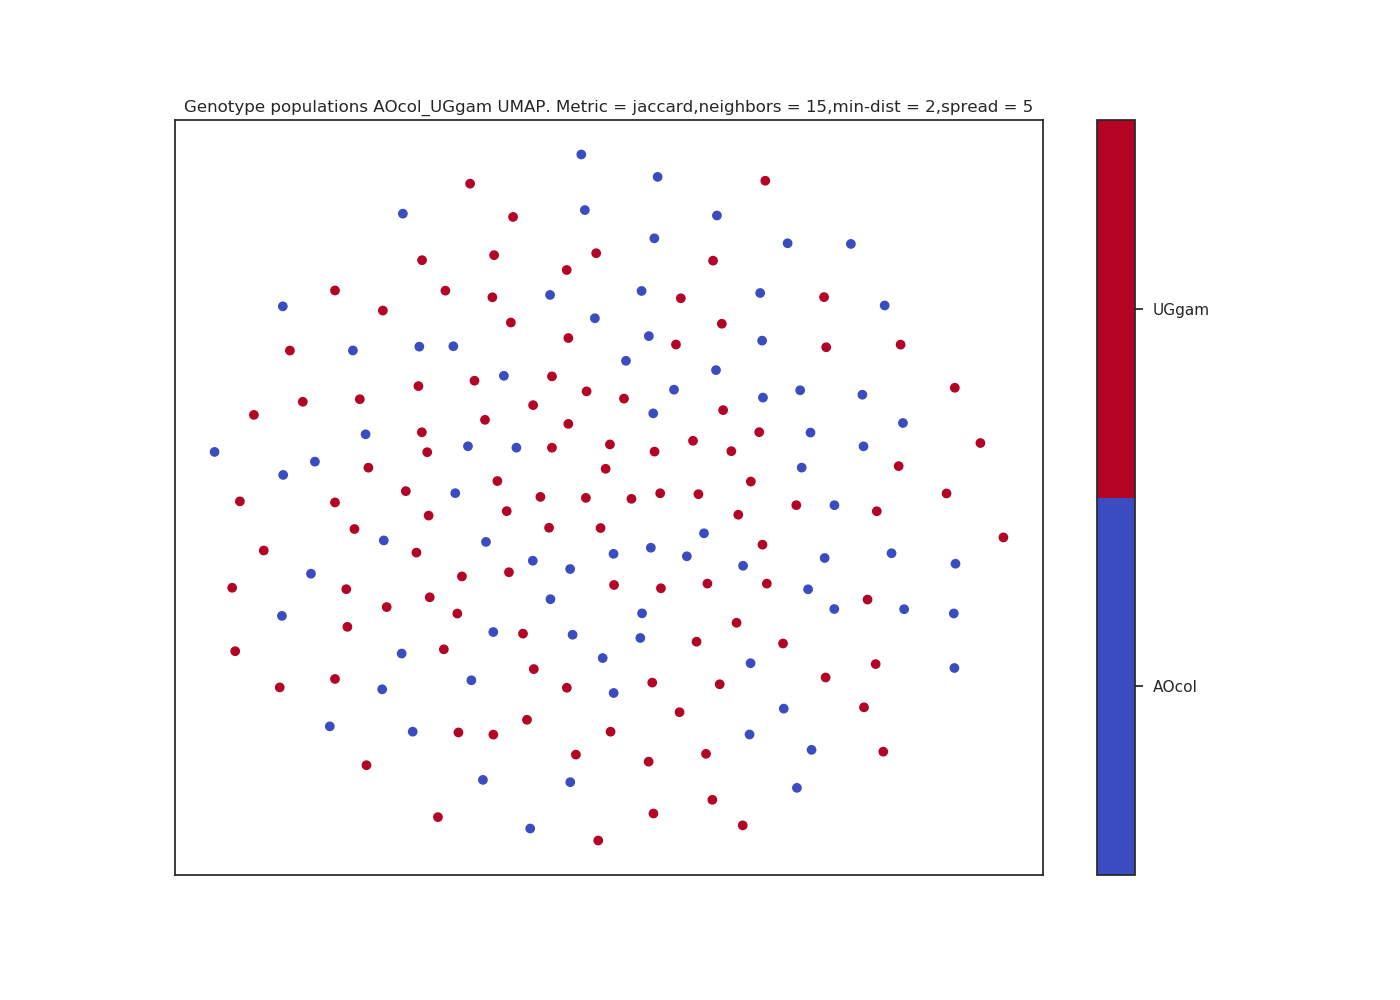 Genotype populations AOcol_UGgam UMAP. Metric = jaccard,neighbors = 15,min-dist = 2,spread = 5
UGgam
AOcol